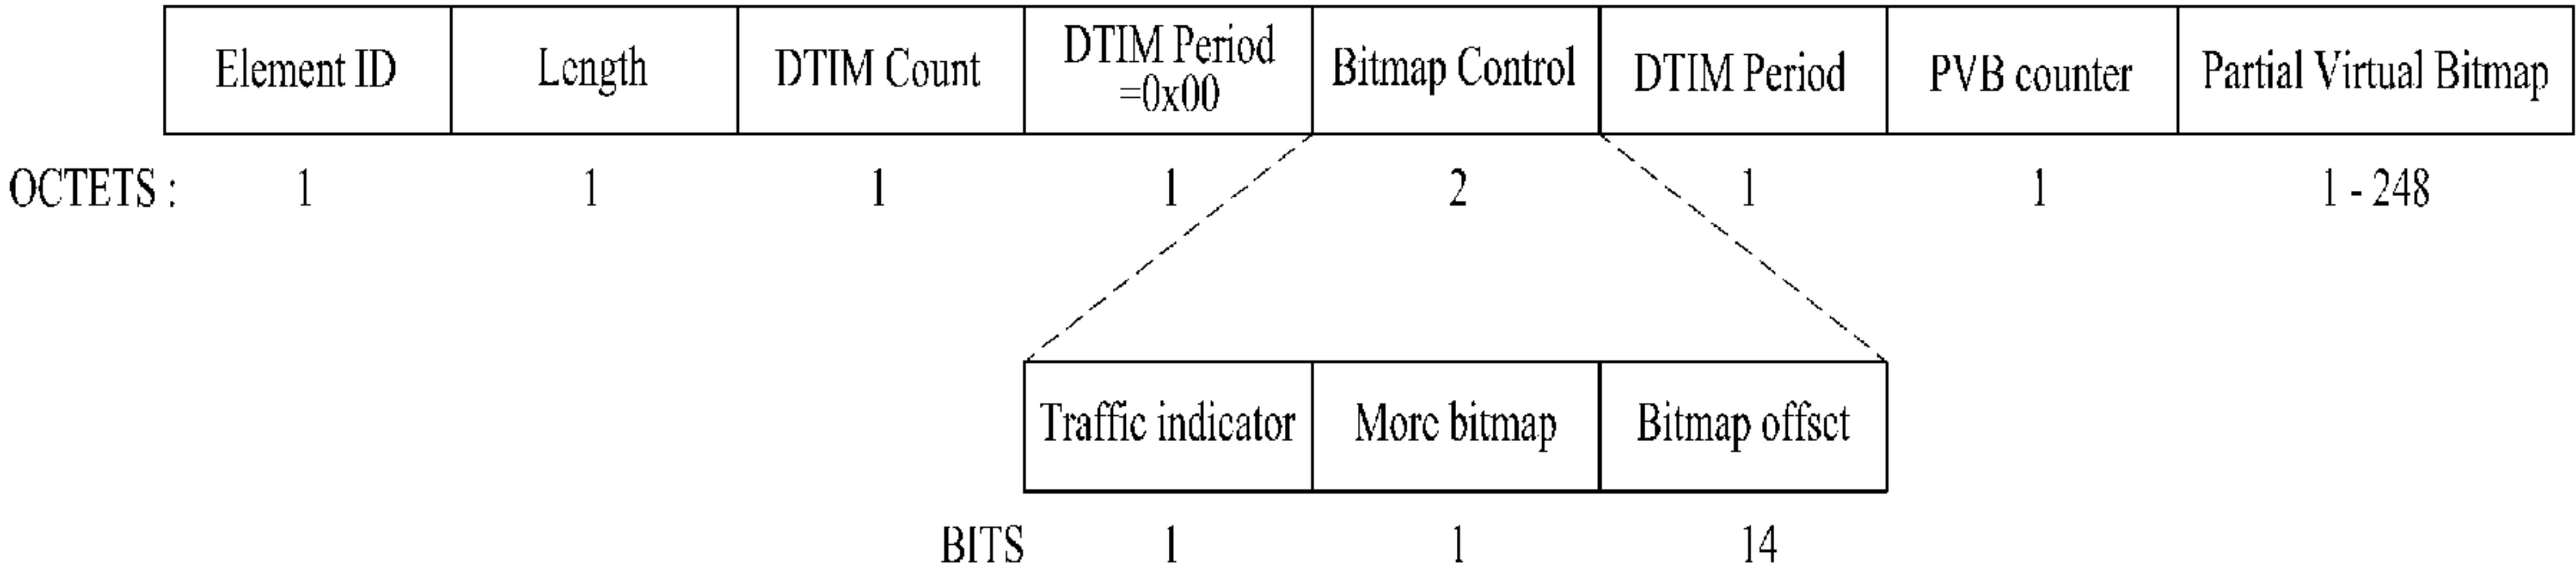 Element ID Length DTIM Count DTIM Period =0x00 Bitmap Control DTIM Period PVB counter Partial Virtual Bitmap
OCTETS : 1 1 1 1 2 1 1 1 - 248
Traffic indicator More bitmap Bitmap offset
BITS 1 1 14